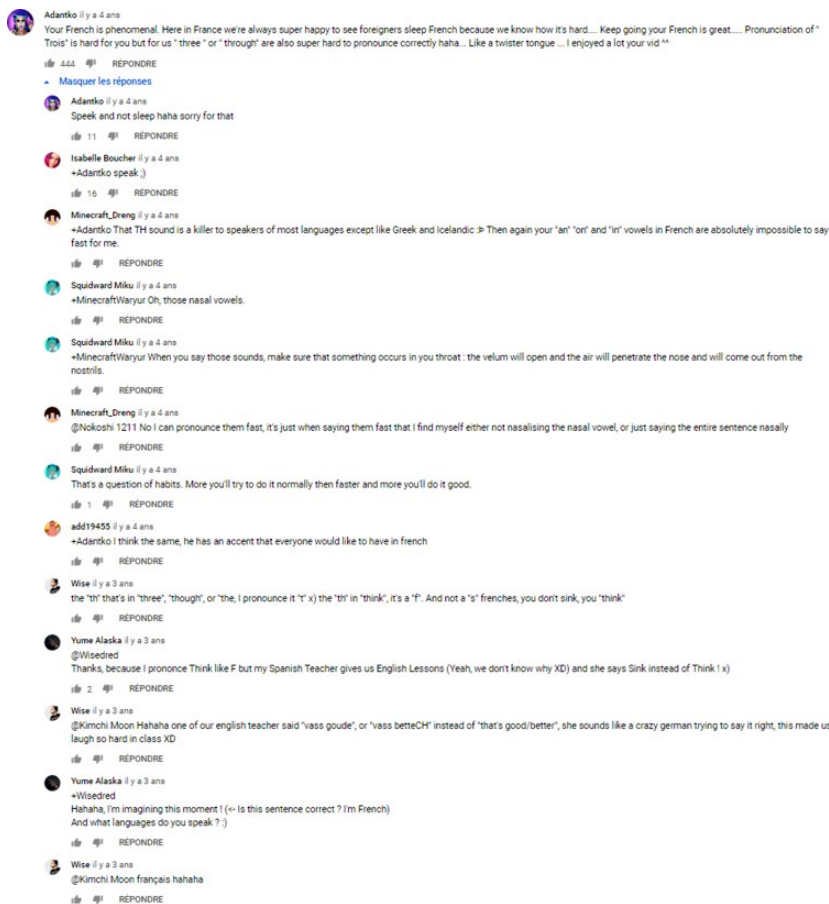 Adantko il y a 4 ans
Your French is phenomenal. Here in France we're always super happy to see foreigners sleep French because we know how it's hard.... Keep going your French is great..... Pronunciation of "
Trois" is hard for you but for us " three " or " through" are also super hard to pronounce correctly haha... Like a twister tongue ... I enjoyed a lot your vid ^^
444 RÉPONDRE
Masquer les réponses
Adantko il y a 4 ans
Speek and not sleep haha sorry for that
11 RÉPONDRE
Isabelle Boucher il y a 4 ans
+Adantko speak ;)
16 RÉPONDRE
Minecraft_Dreng il y a 4 ans
+Adantko That TH sound is a killer to speakers of most languages except like Greek and Icelandic :Þ Then again your "an" "on" and "in" vowels in French are absolutely impossible to say
fast for me.
RÉPONDRE
Squidward Miku il y a 4 ans
+MinecraftWaryur Oh, those nasal vowels.
RÉPONDRE
Squidward Miku il y a 4 ans
+MinecraftWaryur When you say those sounds, make sure that something occurs in you throat : the velum will open and the air will penetrate the nose and will come out from the
nostrils.
RÉPONDRE
Minecraft_Dreng il y a 4 ans
@Nokoshi 1211 No I can pronounce them fast, it's just when saying them fast that I find myself either not nasalising the nasal vowel, or just saying the entire sentence nasally
RÉPONDRE
Squidward Miku il y a 4 ans
That's a question of habits. More you'll try to do it normally then faster and more you'll do it good.
1 RÉPONDRE
add19455 il y a 4 ans
+Adantko I think the same, he has an accent that everyone would like to have in french
RÉPONDRE
Wise il y a 3 ans
the "th" that's in "three", "though", or "the, I pronounce it "t" x) the "th" in "think", it's a "f". And not a "s" frenches, you don't sink, you "think"
RÉPONDRE
Yume Alaska il y a 3 ans
@Wisedred
Thanks, because I prononce Think like F but my Spanish Teacher gives us English Lessons (Yeah, we don't know why XD) and she says Sink instead of Think ! x)
2 RÉPONDRE
Wise il y a 3 ans
@Kimchi Moon Hahaha one of our english teacher said "vass goude", or "vass betteCH" instead of "that's good/better", she sounds like a crazy german trying to say it right, this made us
laugh so hard in class XD
RÉPONDRE
Yume Alaska il y a 3 ans
+Wisedred
Hahaha, I'm imagining this moment ! (<- Is this sentence correct ? I'm French)
And what languages do you speak ? :)
RÉPONDRE
Wise il y a 3 ans
@Kimchi Moon français hahaha
RÉPONDRE